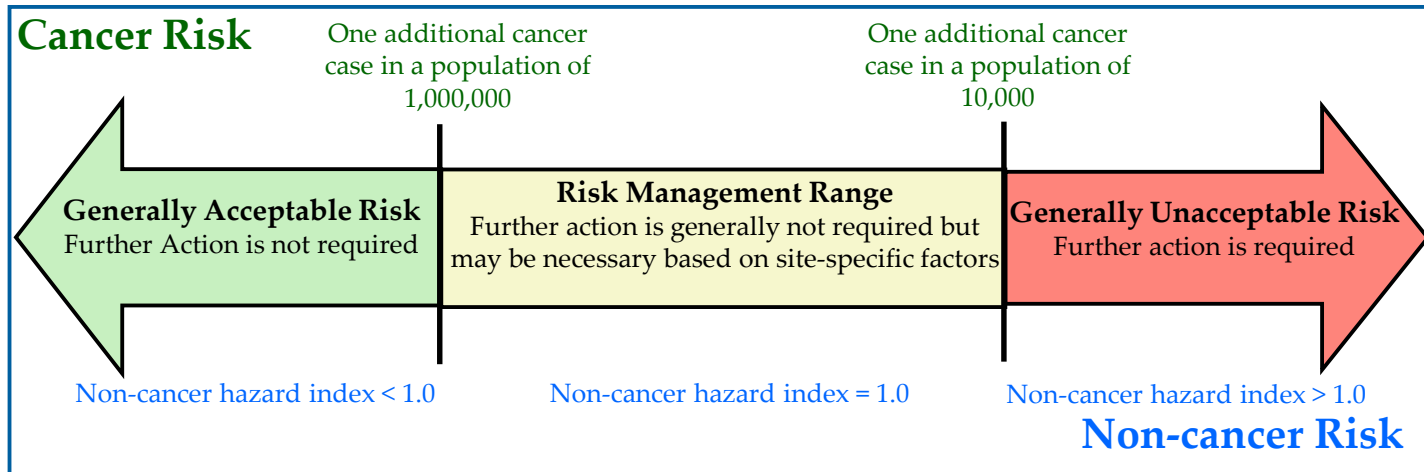 Cancer Risk
One additional cancer
case in a population of
1,000,000
One additional cancer
case in a population of
10,000
Generally Acceptable Risk
Further Action is not required
Risk Management Range
Further action is generally not required but
may be necessary based on site-specific factors
Generally Unacceptable Risk
Further action is required
Non-cancer hazard index < 1.0
Non-cancer hazard index = 1.0
Non-cancer hazard index > 1.0
Non-cancer Risk